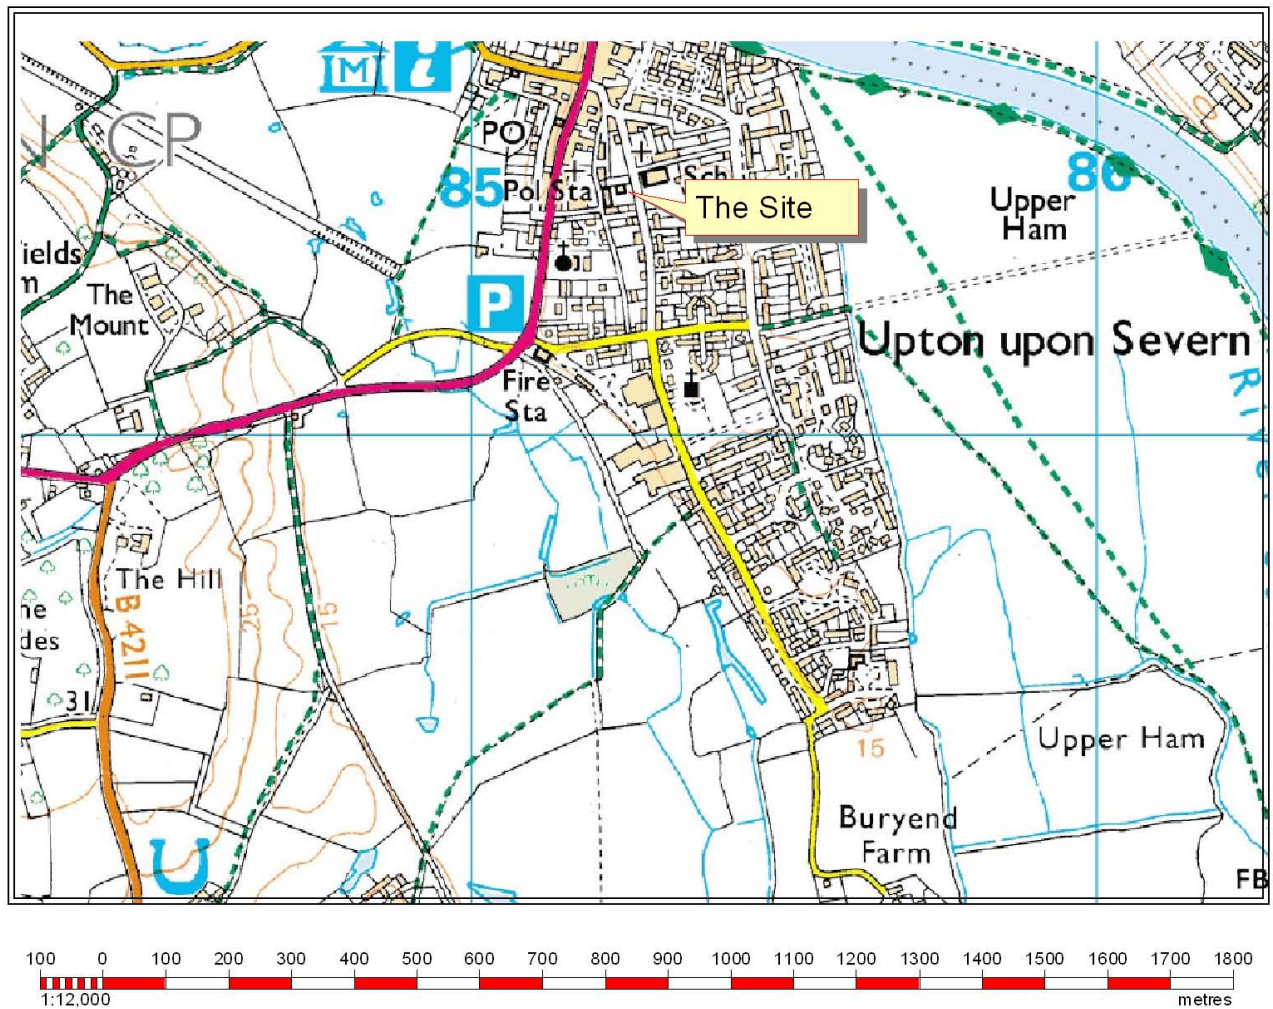 M
i
N CP
PO
85
Pol Sta
Sch
The Site
86
Upper
Ham
ields
m
The
Mount
P
Upton upon Severn
Fire
Sta
The Hill
B 4211
25
15
ne
des
31
15
Upper Ham
Buryend
Farm
FB
100 0 100 200 300 400 500 600 700 800 900 1000 1100 1200 1300 1400 1500 1600 1700 1800
1:12,000
metres